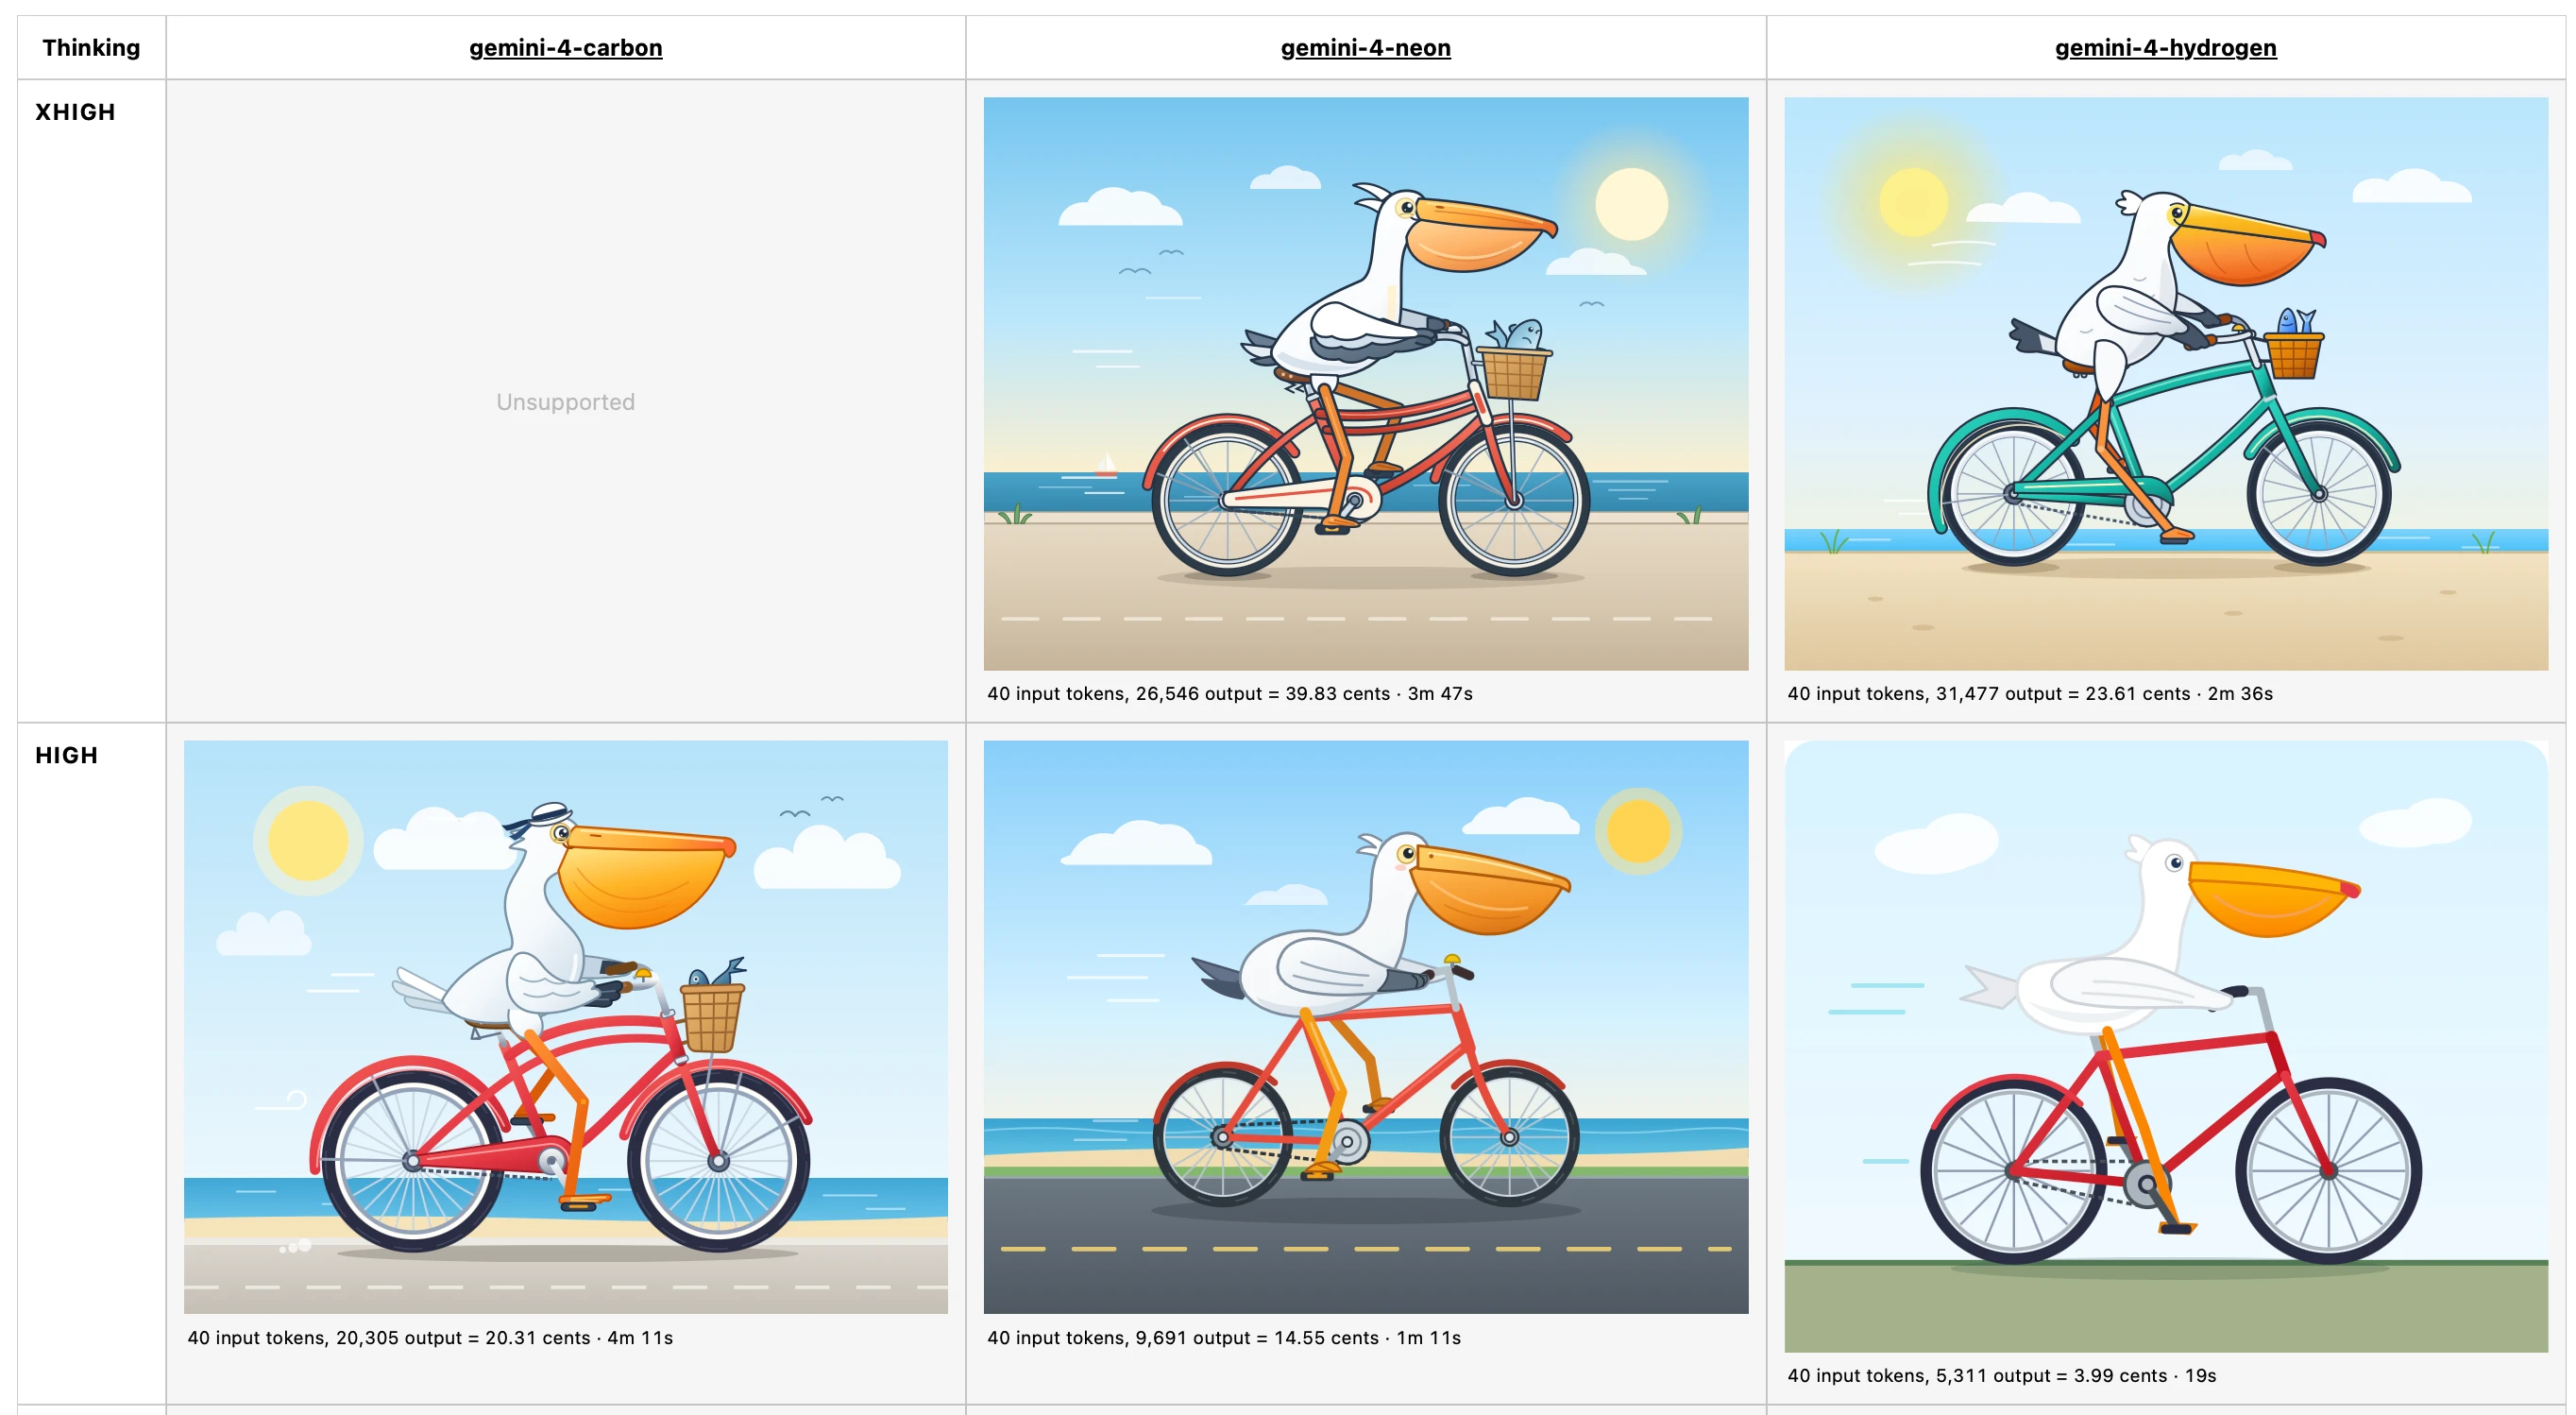 Thinking
gemini-4-carbon
gemini-4-neon
gemini-4-hydrogen
XHIGH
Unsupported
40 input tokens, 26,546 output = 39.83 cents · 3m 47s
40 input tokens, 31,477 output = 23.61 cents · 2m 36s
HIGH
40 input tokens, 20,305 output = 20.31 cents · 4m 11s
40 input tokens, 9,691 output = 14.55 cents · 1m 11s
40 input tokens, 5,311 output = 3.99 cents · 19s